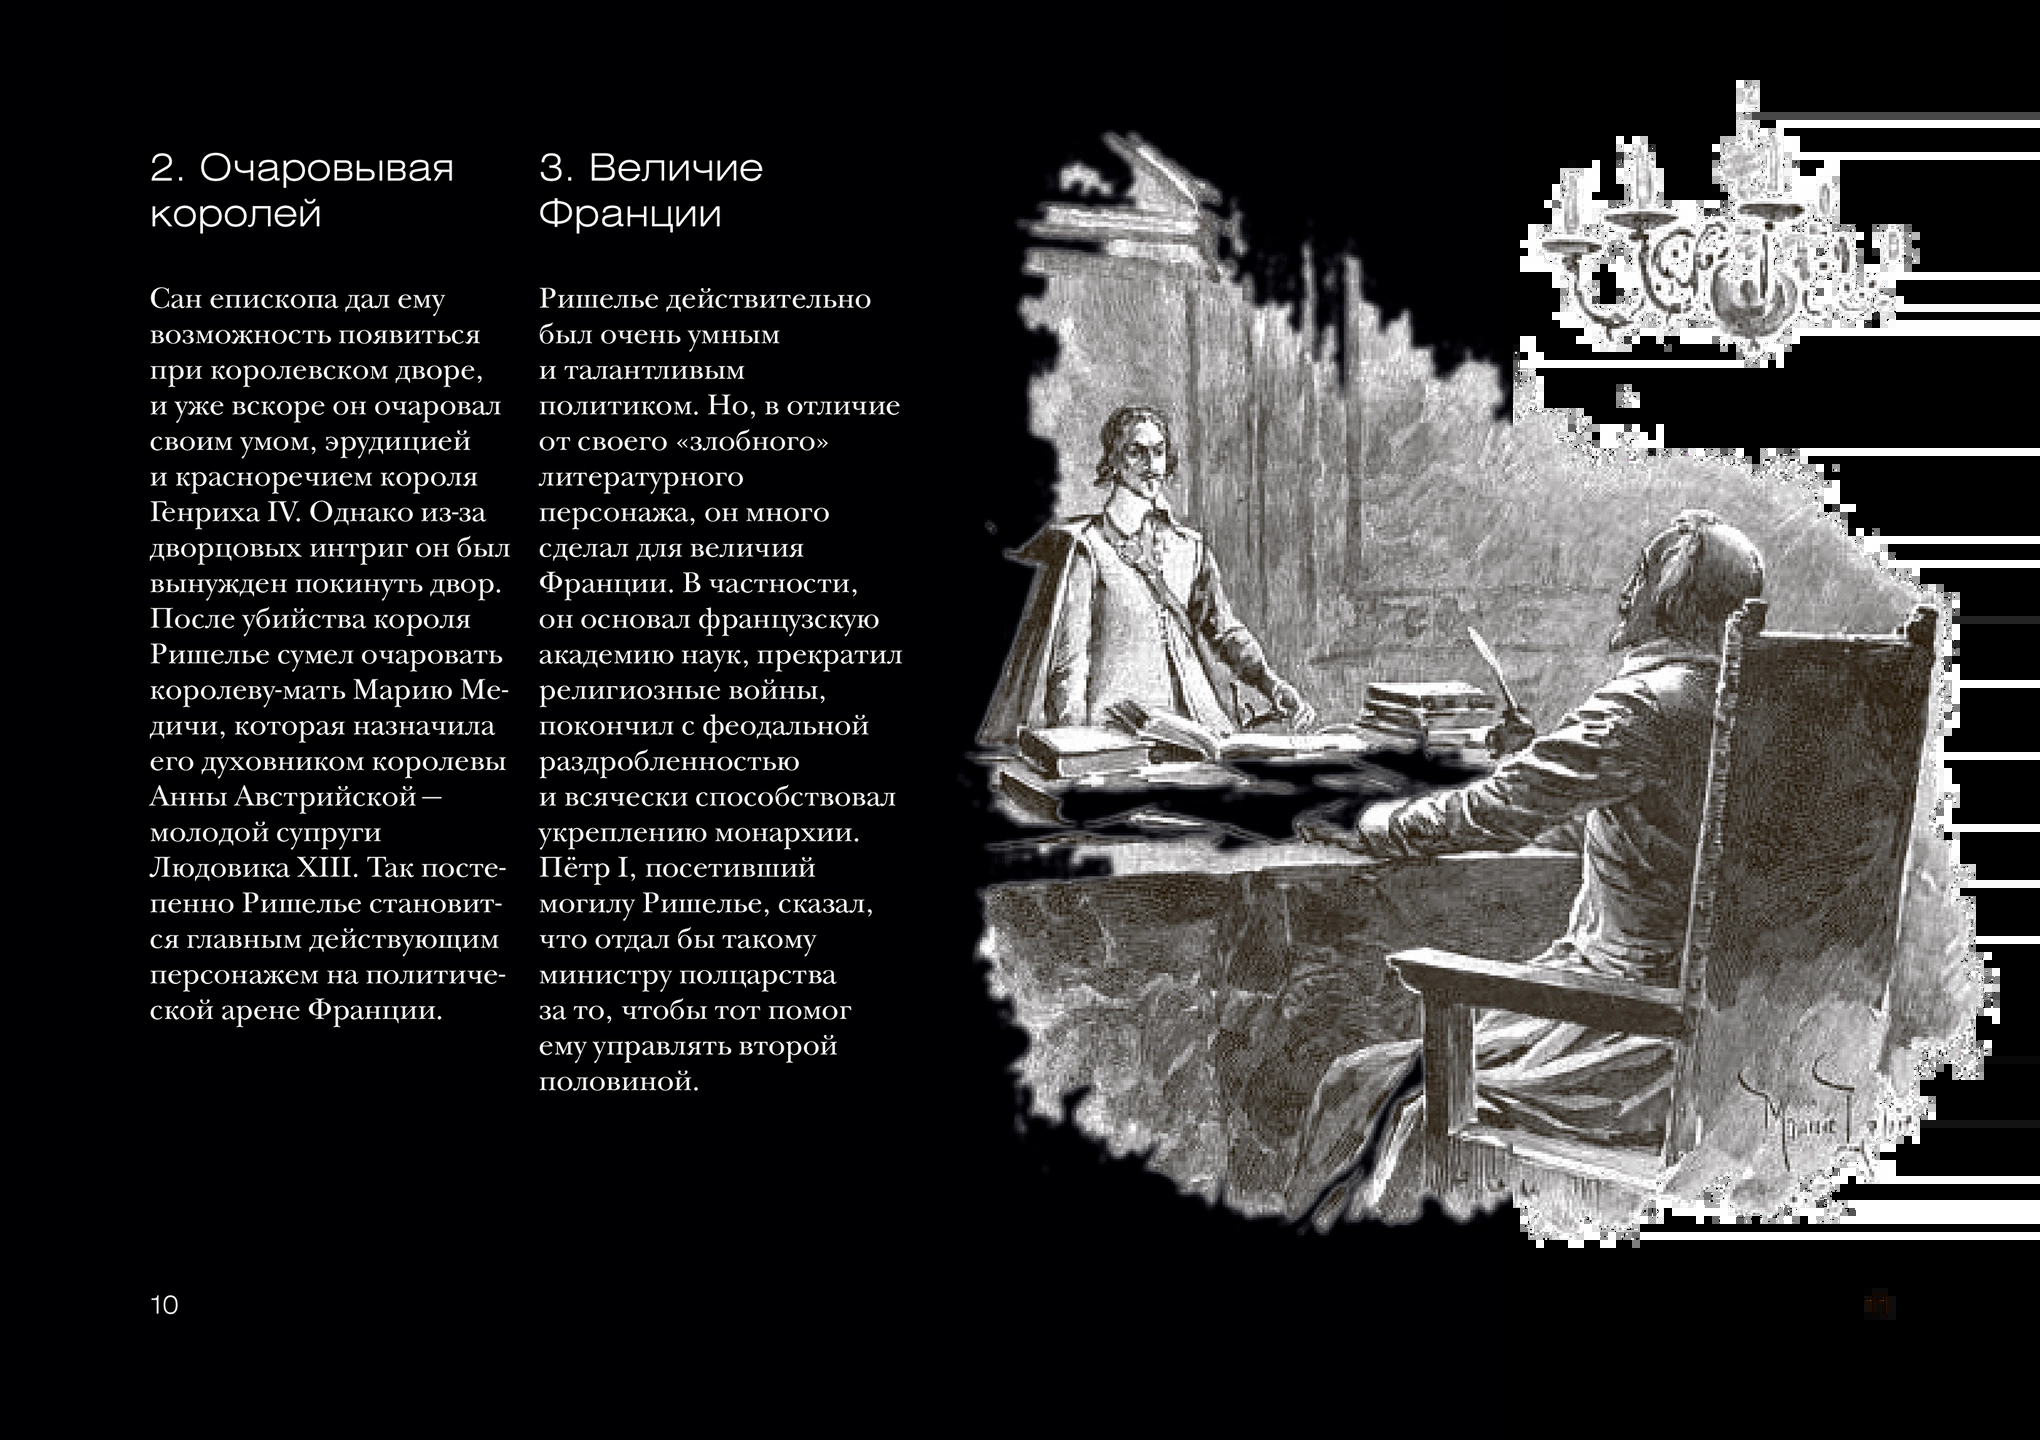 2. Очаровывая
королей
Сан епископа дал ему
возможность появиться
при королевском дворе,
и уже вскоре он очаровал
своим умом, эрудицией
и красноречием короля
Генриха IV. Однако из-за
дворцовых интриг он был
вынужден покинуть двор.
После убийства короля
Ришелье сумел очаровать
королеву-мать Марию Ме-
дичи, которая назначила
его духовником королевы
Анны Австрийской —
молодой супруги
Людовика XIII. Так посте-
пенно Ришелье становит-
ся главным действующим
персонажем на политиче-
ской арене Франции.
3. Величие
Франции
Ришелье действительно
был очень умным
и талантливым
политиком. Но, в отличие
от своего «злобного»
литературного
персонажа, он много
сделал для величия
Франции. В частности,
он основал французскую
академию наук, прекратил
религиозные войны,
покончил с феодальной
раздробленностью
и всячески способствовал
укреплению монархии.
Пётр I, посетивший
могилу Ришелье, сказал,
что отдал бы такому
министру полцарства
за то, чтобы тот помог
ему управлять второй
половиной.
10